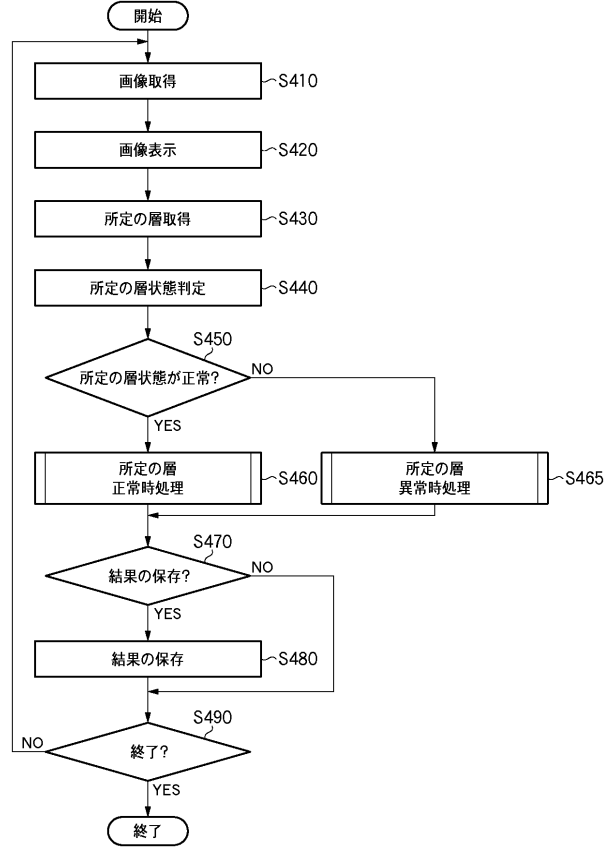 開始
画像取得
S410
画像表示
S420
所定の層取得
S430
所定の層状態判定
S440
S450
所定の層状態が正常?
NO
YES
所定の層
正常時処理
S460
所定の層
異常時処理
S465
S470
結果の保存?
NO
YES
結果の保存
S480
S490
終了?
NO
YES
終了